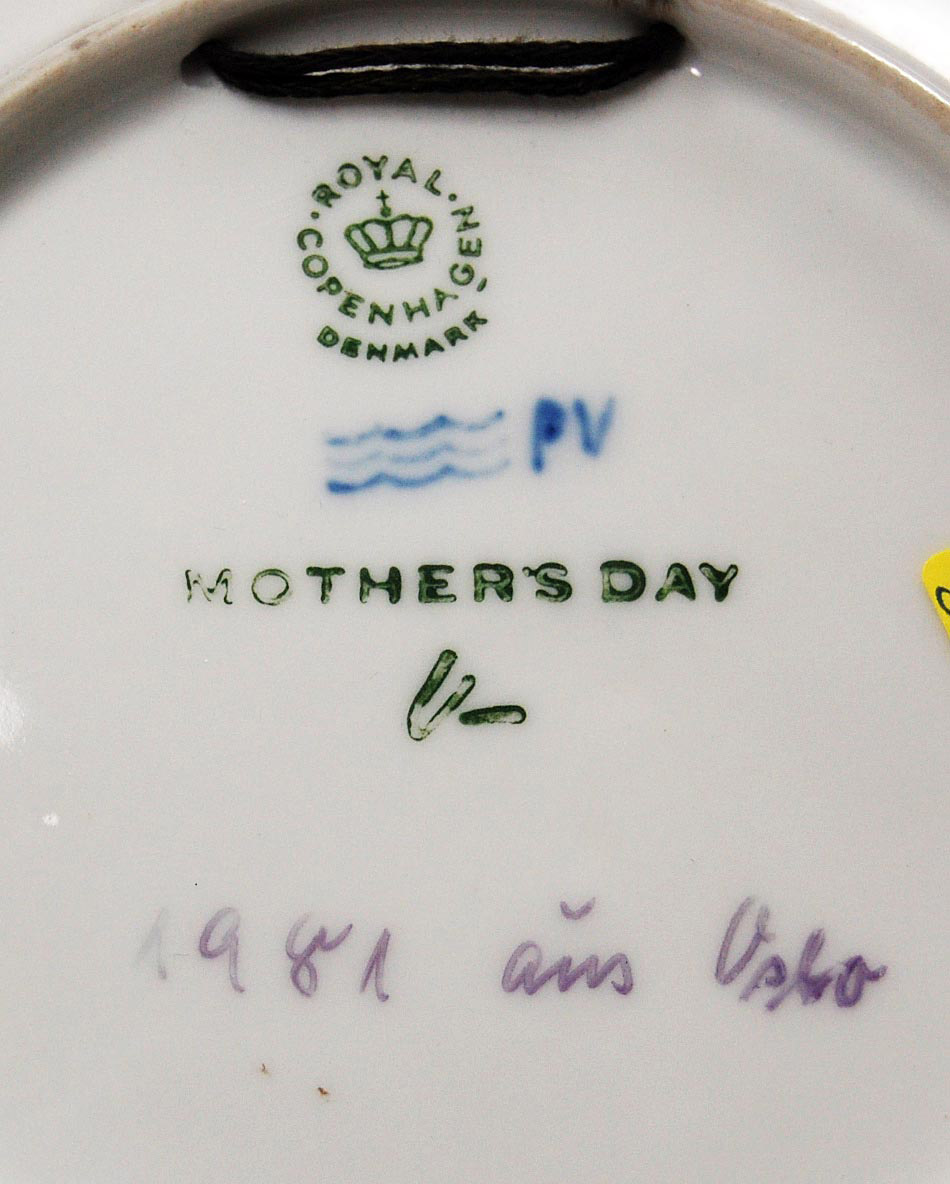 ROYAL
COPENHAGEN
DENMARK
PV
MOTHER'S DAY
1981 aus Oslo